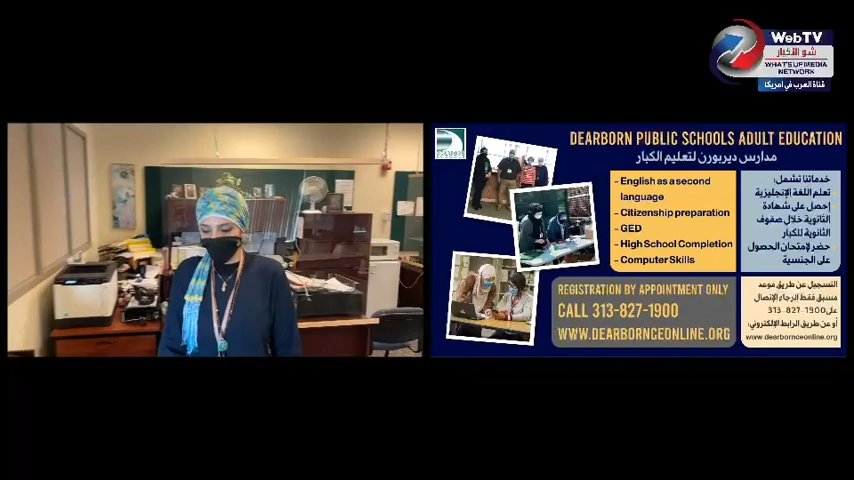 WebTV
شو الأخبار
WHAT'S UP MEDIA
NETWORK
قناة العرب في امريكا
DEARBORN PUBLIC SCHOOLS ADULT EDUCATION
مدارس ديربورن لتعليم الكبار
- English as a second
language
- Citizenship preparation
- GED
- High School Completion
- Computer Skills
خدماتنا تشمل:
تعلم اللغة الإنجليزية
إحصل على شهادة
الثانوية خلال صفوف
الثانوية للكبار
حضر لإمتحان الحصول
على الجنسية
REGISTRATION BY APPOINTMENT ONLY
CALL 313-827-1900
WWW.DEARBORNCEONLINE.ORG
التسجيل عن طريق موعد
مسبق فقط الرجاء الإتصال
على 313-827-1900
أو عن طريق الرابط الإلكتروني:
www.dearbornceonline.org